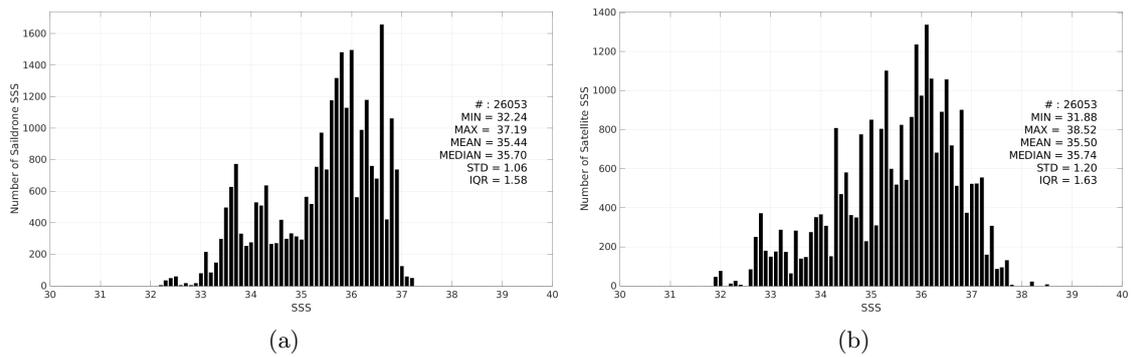 Number of Saildrone SSS
1600
1400
1200
1000
800
600
400
200
0
# : 26053
MIN = 32.24
MAX = 37.19
MEAN = 35.44
MEDIAN = 35.70
STD = 1.06
IQR = 1.58
30 31 32 33 34 35 36 37 38 39 40
SSS
(a)
Number of Satellite SSS
1400
1200
1000
800
600
400
200
0
# : 26053
MIN = 31.88
MAX = 38.52
MEAN = 35.50
MEDIAN = 35.74
STD = 1.20
IQR = 1.63
30 31 32 33 34 35 36 37 38 39 40
SSS
(b)